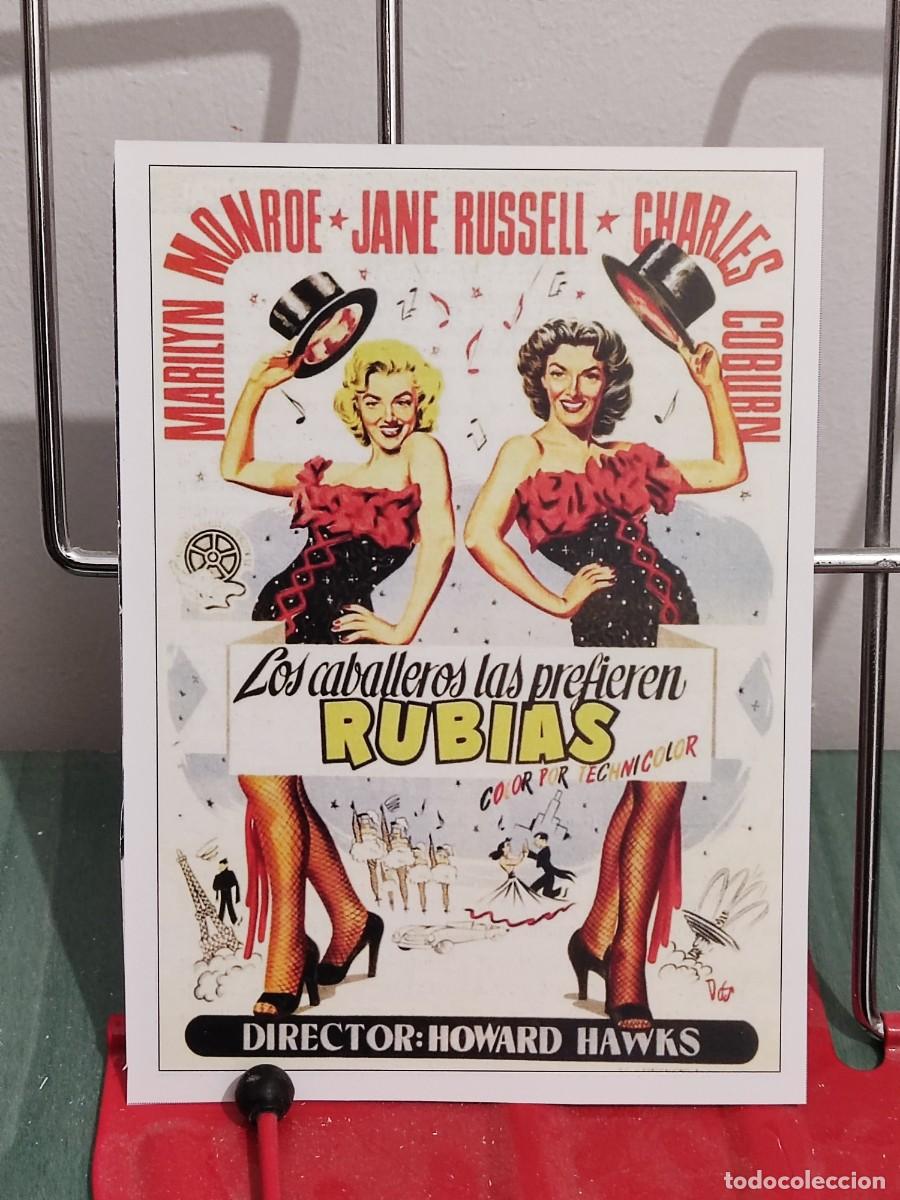 MARILYN MONROE ★ JANE RUSSELL ★ CHARLES COBURN
Los caballeros las prefieren
RUBIAS
COLOR POR TECHNICOLOR
DIRECTOR: HOWARD HAWKS
todocoleccion